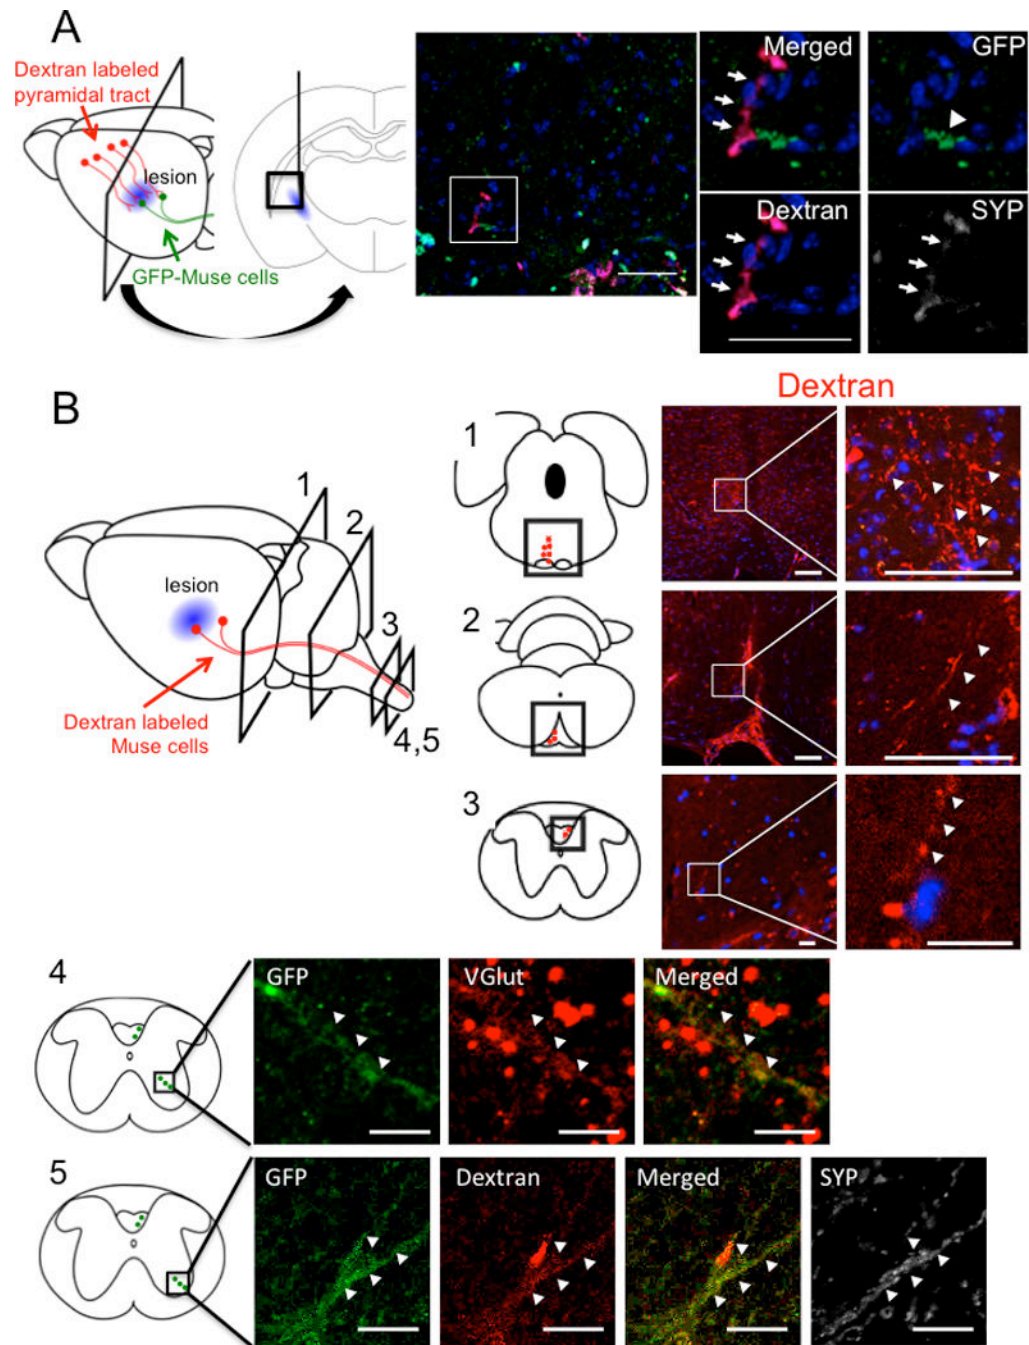 A
Dextran labeled
pyramidal tract
lesion
GFP-Muse cells
Merged
GFP
Dextran
SYP
B
Dextran
1
2
3
4,5
lesion
Dextran labeled
Muse cells
1
2
3
4
GFP
VGlut
Merged
5
GFP
Dextran
Merged
SYP